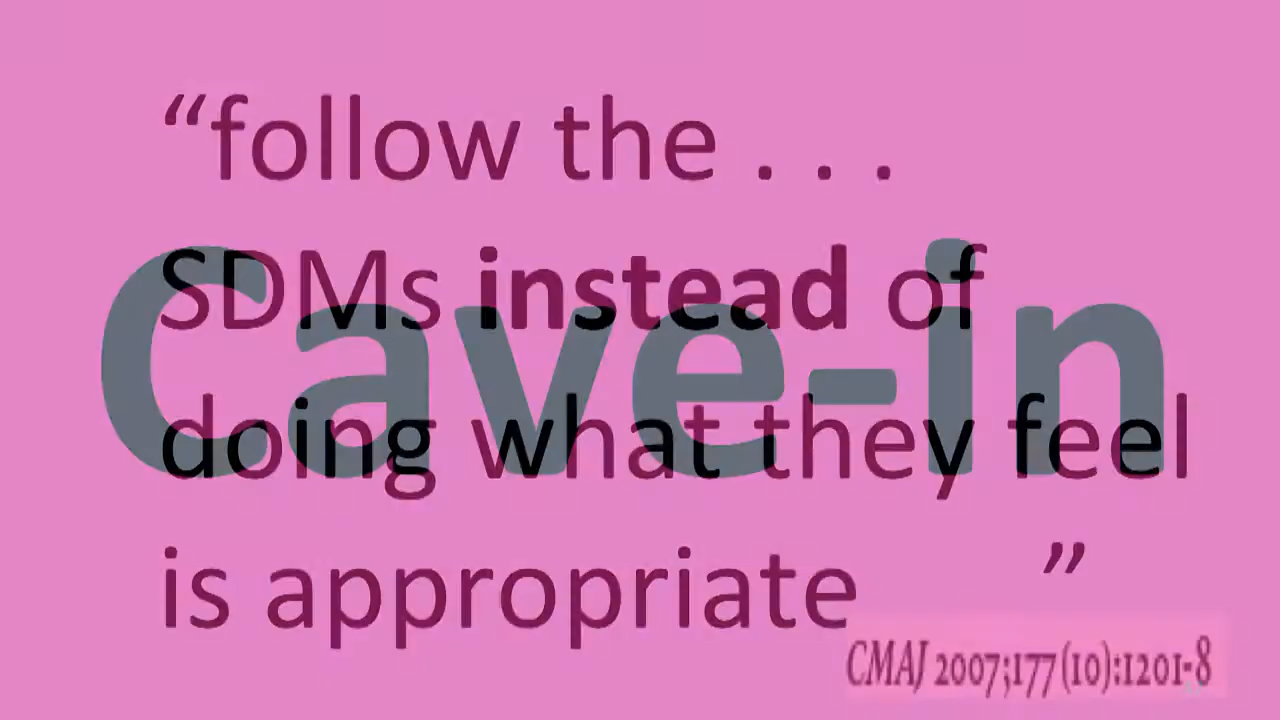 “follow the . . .
SDMs instead of
Cave-in
doing what they feel
is appropriate ”
CMAJ 2007;177(10):1201-8